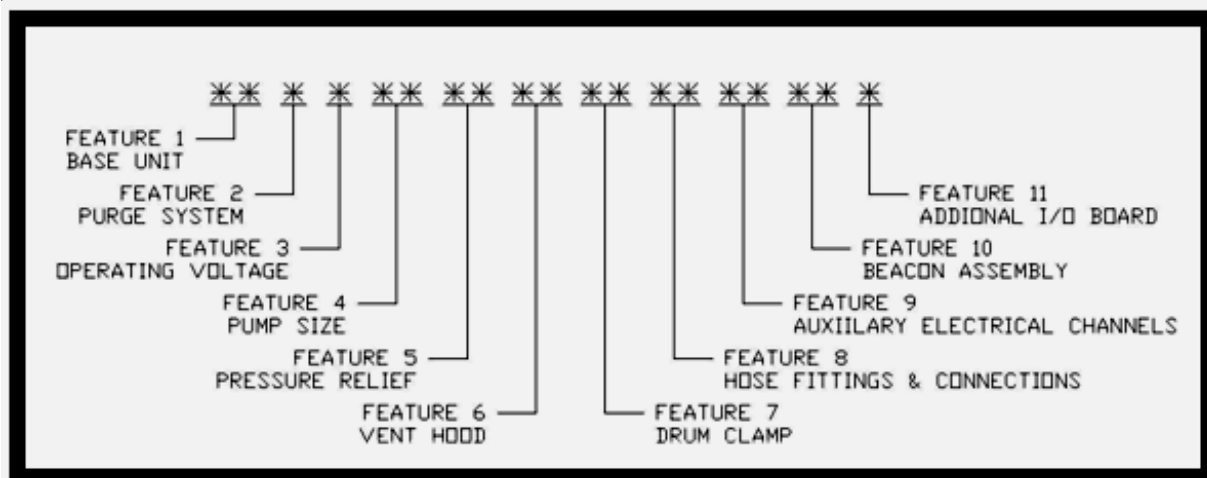 ** * * ** ** ** ** ** ** ** *
FEATURE 1
BASE UNIT
FEATURE 2
PURGE SYSTEM
FEATURE 3
OPERATING VOLTAGE
FEATURE 4
PUMP SIZE
FEATURE 5
PRESSURE RELIEF
FEATURE 6
VENT HOOD
FEATURE 7
DRUM CLAMP
FEATURE 8
HOSE FITTINGS & CONNECTIONS
FEATURE 9
AUXIILARY ELECTRICAL CHANNELS
FEATURE 10
BEACON ASSEMBLY
FEATURE 11
ADDIONAL I/O BOARD